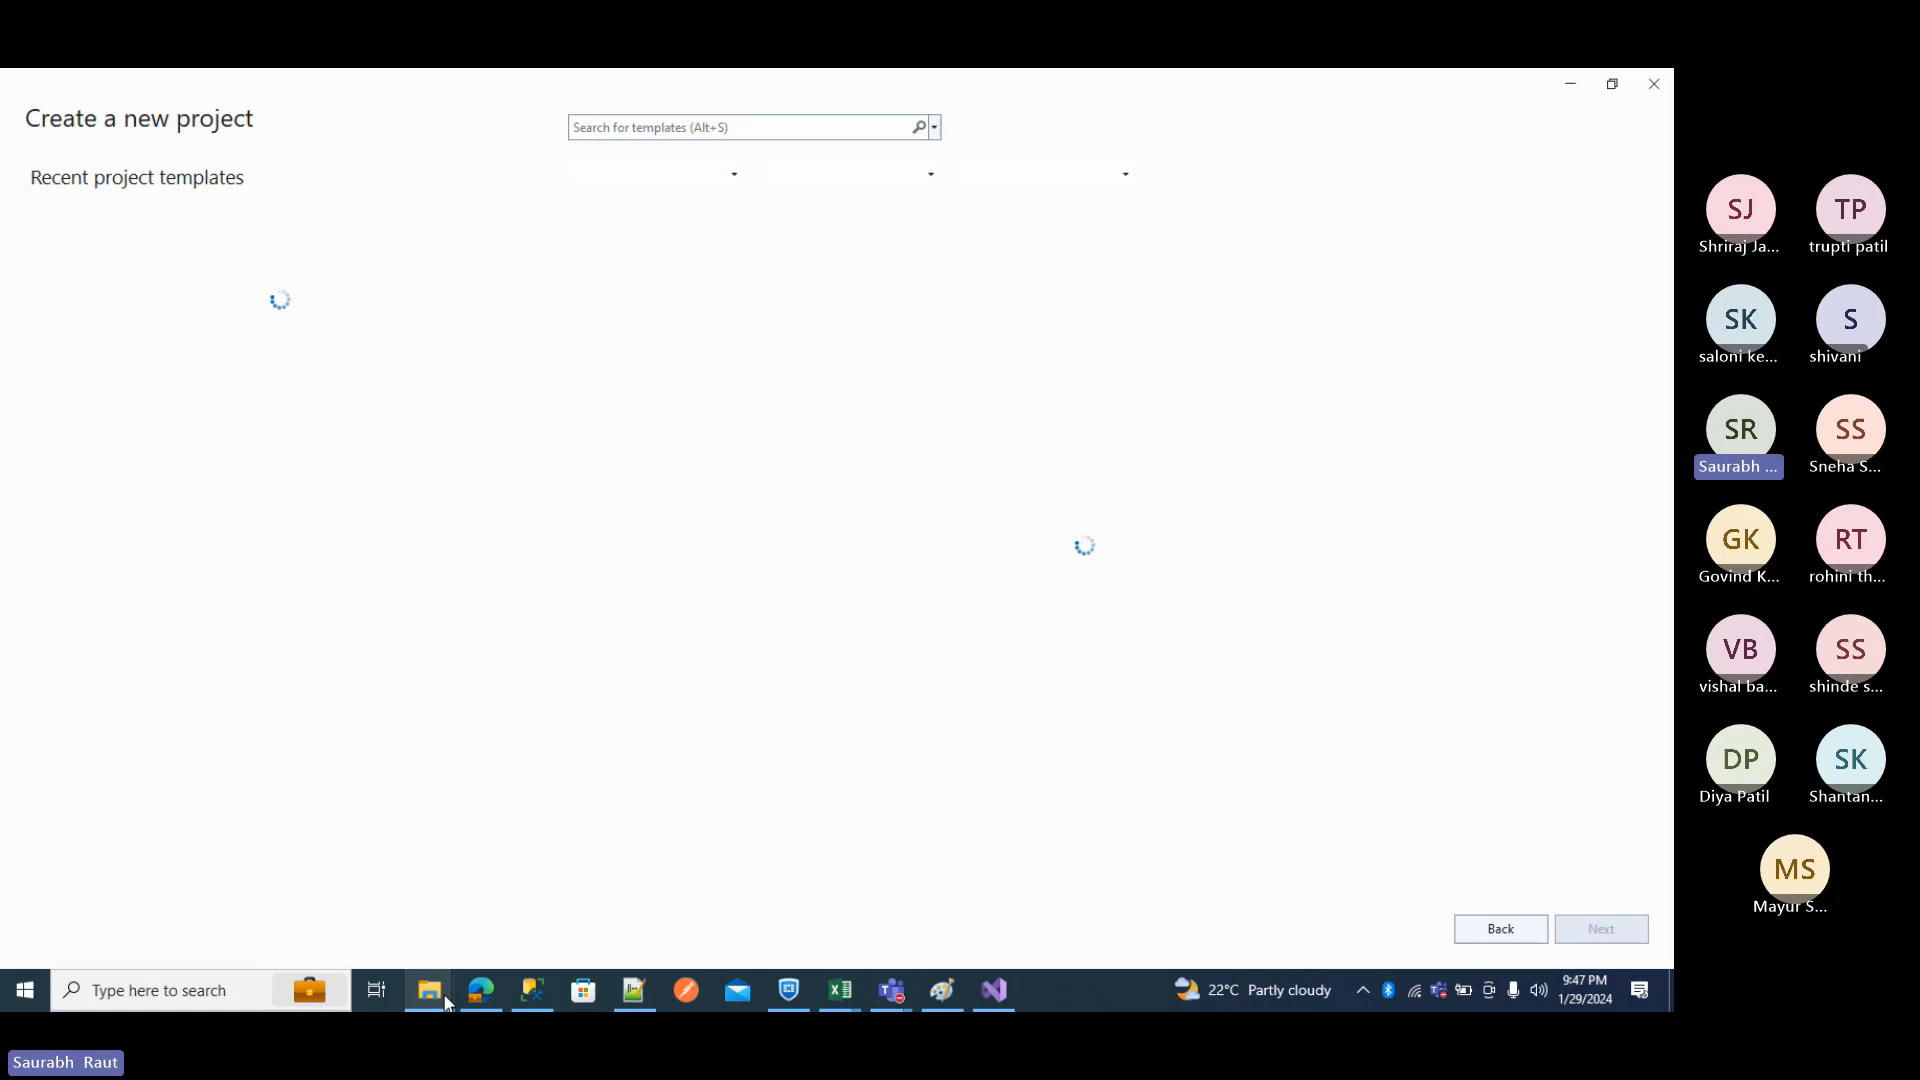 Create a new project
Search for templates (Alt+S)
Recent project templates
SJ
Shriraj Ja...
TP
trupti patil
SK
saloni ke...
S
shivani
SR
Saurabh ...
SS
Sneha S...
GK
Govind K...
RT
rohini th...
VB
vishal ba...
SS
shinde s...
DP
Diya Patil
SK
Shantan...
MS
Mayur S...
Back
Next
Type here to search
22°C Partly cloudy
9:47 PM
1/29/2024
Saurabh Raut